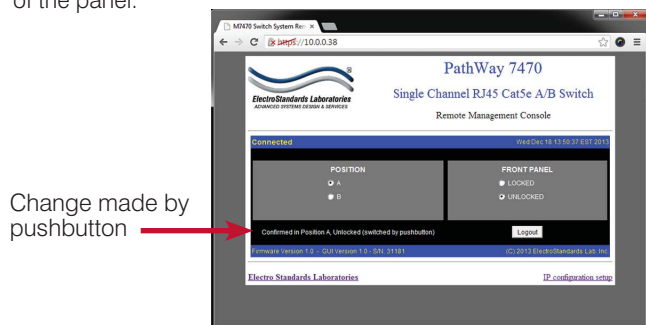 of the panel.
M7470 Switch System Rem
https://10.0.0.38
ElectroStandards Laboratories
ADVANCED SYSTEMS DESIGN & SERVICES
PathWay 7470
Single Channel RJ45 Cat5e A/B Switch
Remote Management Console
Connected
Wed Dec 18 13:50:37 EST 2013
POSITION
A
B
FRONT PANEL
LOCKED
UNLOCKED
Change made by
pushbutton
Confirmed in Position A, Unlocked (switched by pushbutton)
Logout
Firmware Version 1.0 - GUI Version 1.0 - S/N: 31181
(C) 2013 ElectroStandards Lab. Inc
Electro Standards Laboratories
IP configuration setup